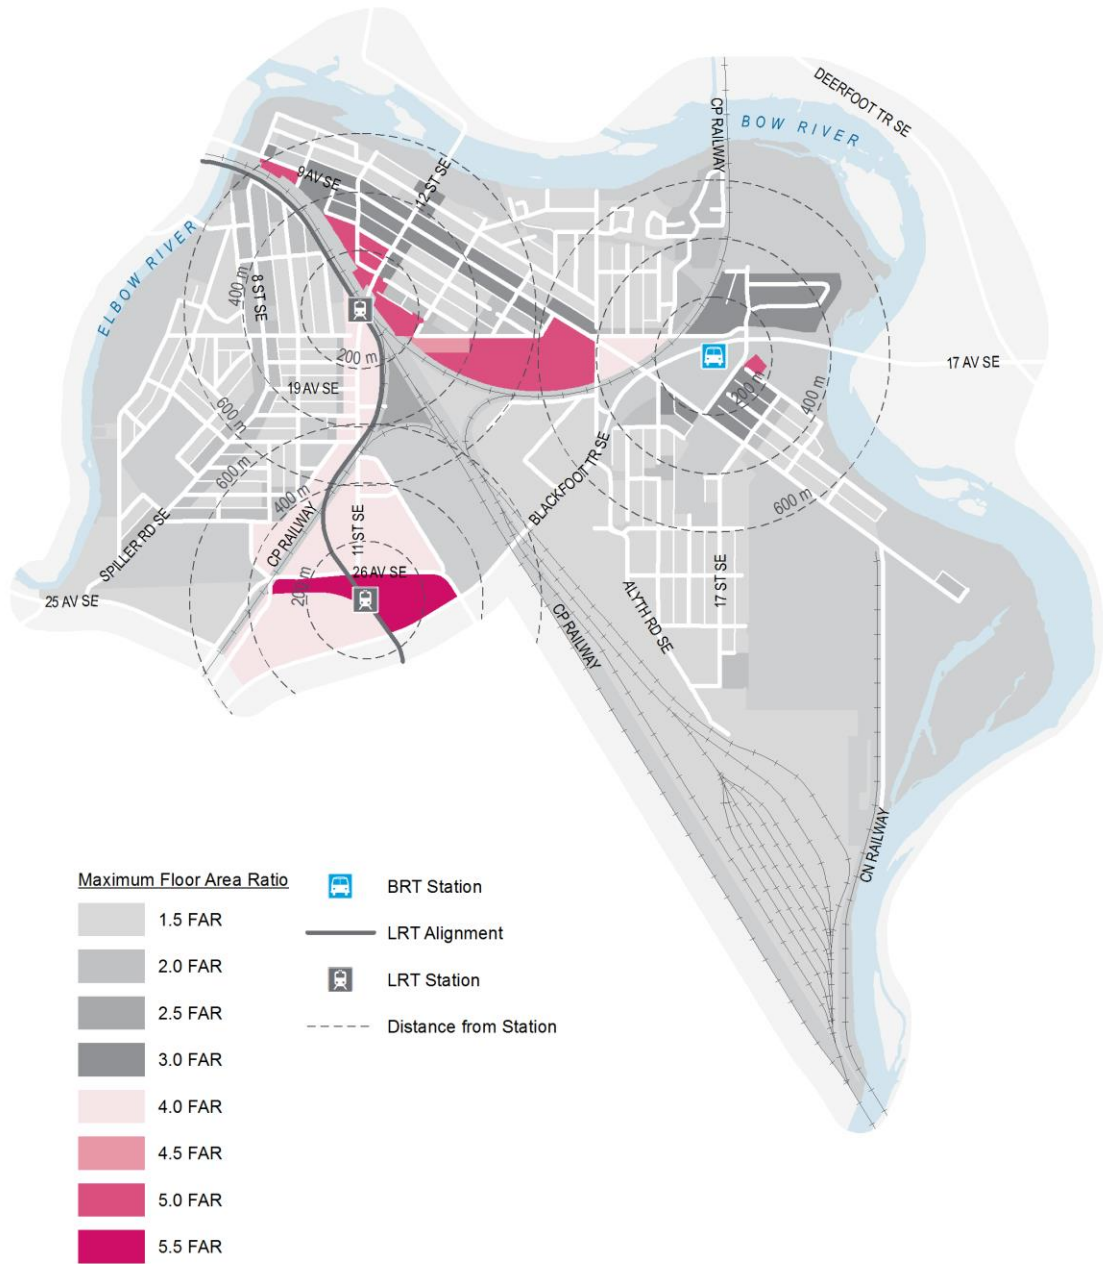 DEERFOOT TR SE
CP RAILWAY
BOW RIVER
9 AV SE
12 ST SE
ELBOW RIVER
400 m
8 ST SE
200 m
17 AV SE
200 m
400 m
19 AV SE
600 m
600 m
600 m
400 m
SPILLER RD SE
CP RAILWAY
11 ST SE
BLACKFOOT TR SE
26 AV SE
200 m
25 AV SE
ALYTH RD SE
17 ST SE
CP RAILWAY
CN RAILWAY
Maximum Floor Area Ratio
1.5 FAR
2.0 FAR
2.5 FAR
3.0 FAR
4.0 FAR
4.5 FAR
5.0 FAR
5.5 FAR
BRT Station
LRT Alignment
LRT Station
Distance from Station